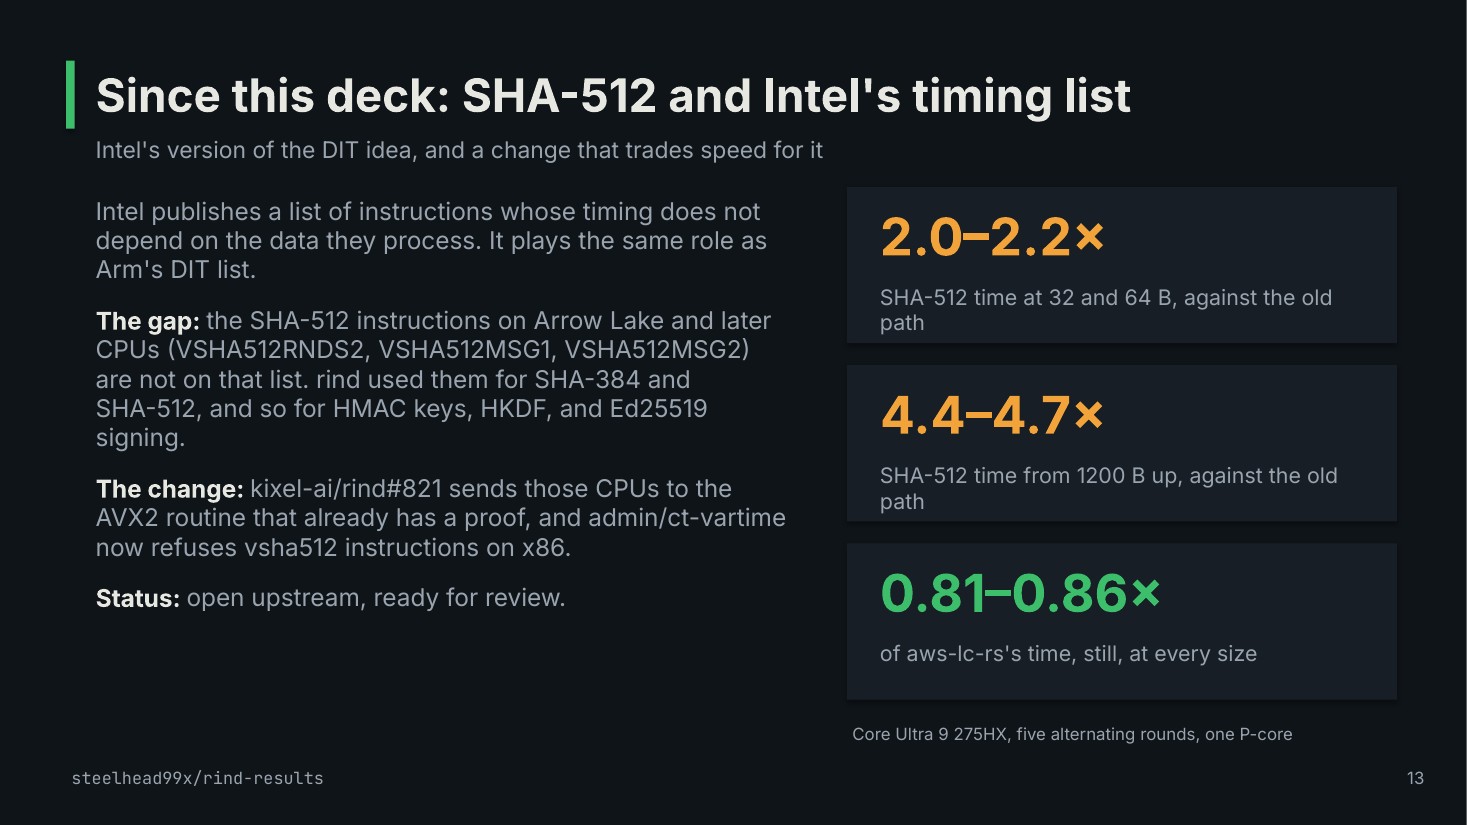 Since this deck: SHA-512 and Intel's timing list
Intel's version of the DIT idea, and a change that trades speed for it
Intel publishes a list of instructions whose timing does not
depend on the data they process. It plays the same role as
Arm's DIT list.
The gap: the SHA-512 instructions on Arrow Lake and later
CPUs (VSHA512RNDS2, VSHA512MSG1, VSHA512MSG2)
are not on that list. rind used them for SHA-384 and
SHA-512, and so for HMAC keys, HKDF, and Ed25519
signing.
The change: kixel-ai/rind#821 sends those CPUs to the
AVX2 routine that already has a proof, and admin/ct-vartime
now refuses vsha512 instructions on x86.
Status: open upstream, ready for review.
2.0–2.2×
SHA-512 time at 32 and 64 B, against the old
path
4.4–4.7×
SHA-512 time from 1200 B up, against the old
path
0.81–0.86×
of aws-lc-rs's time, still, at every size
Core Ultra 9 275HX, five alternating rounds, one P-core
steelhead99x/rind-results
13